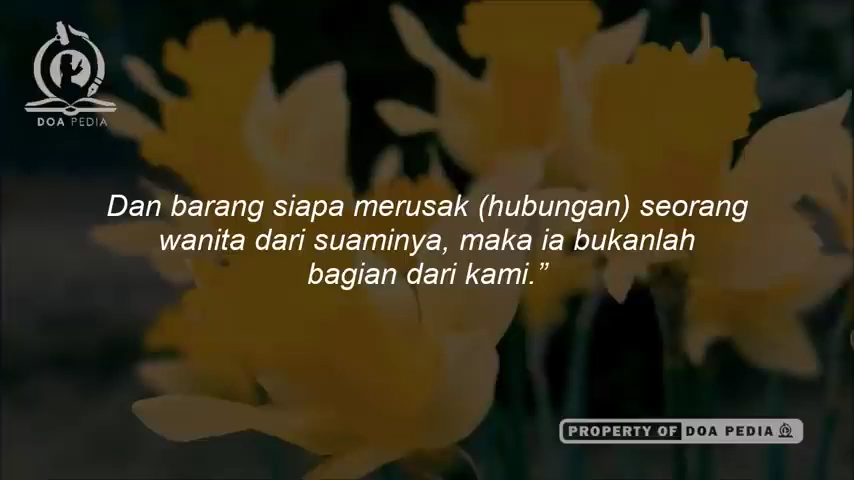 DOA PEDIA
Dan barang siapa merusak (hubungan) seorang
wanita dari suaminya, maka ia bukanlah
bagian dari kami.”
PROPERTY OF DOA PEDIA